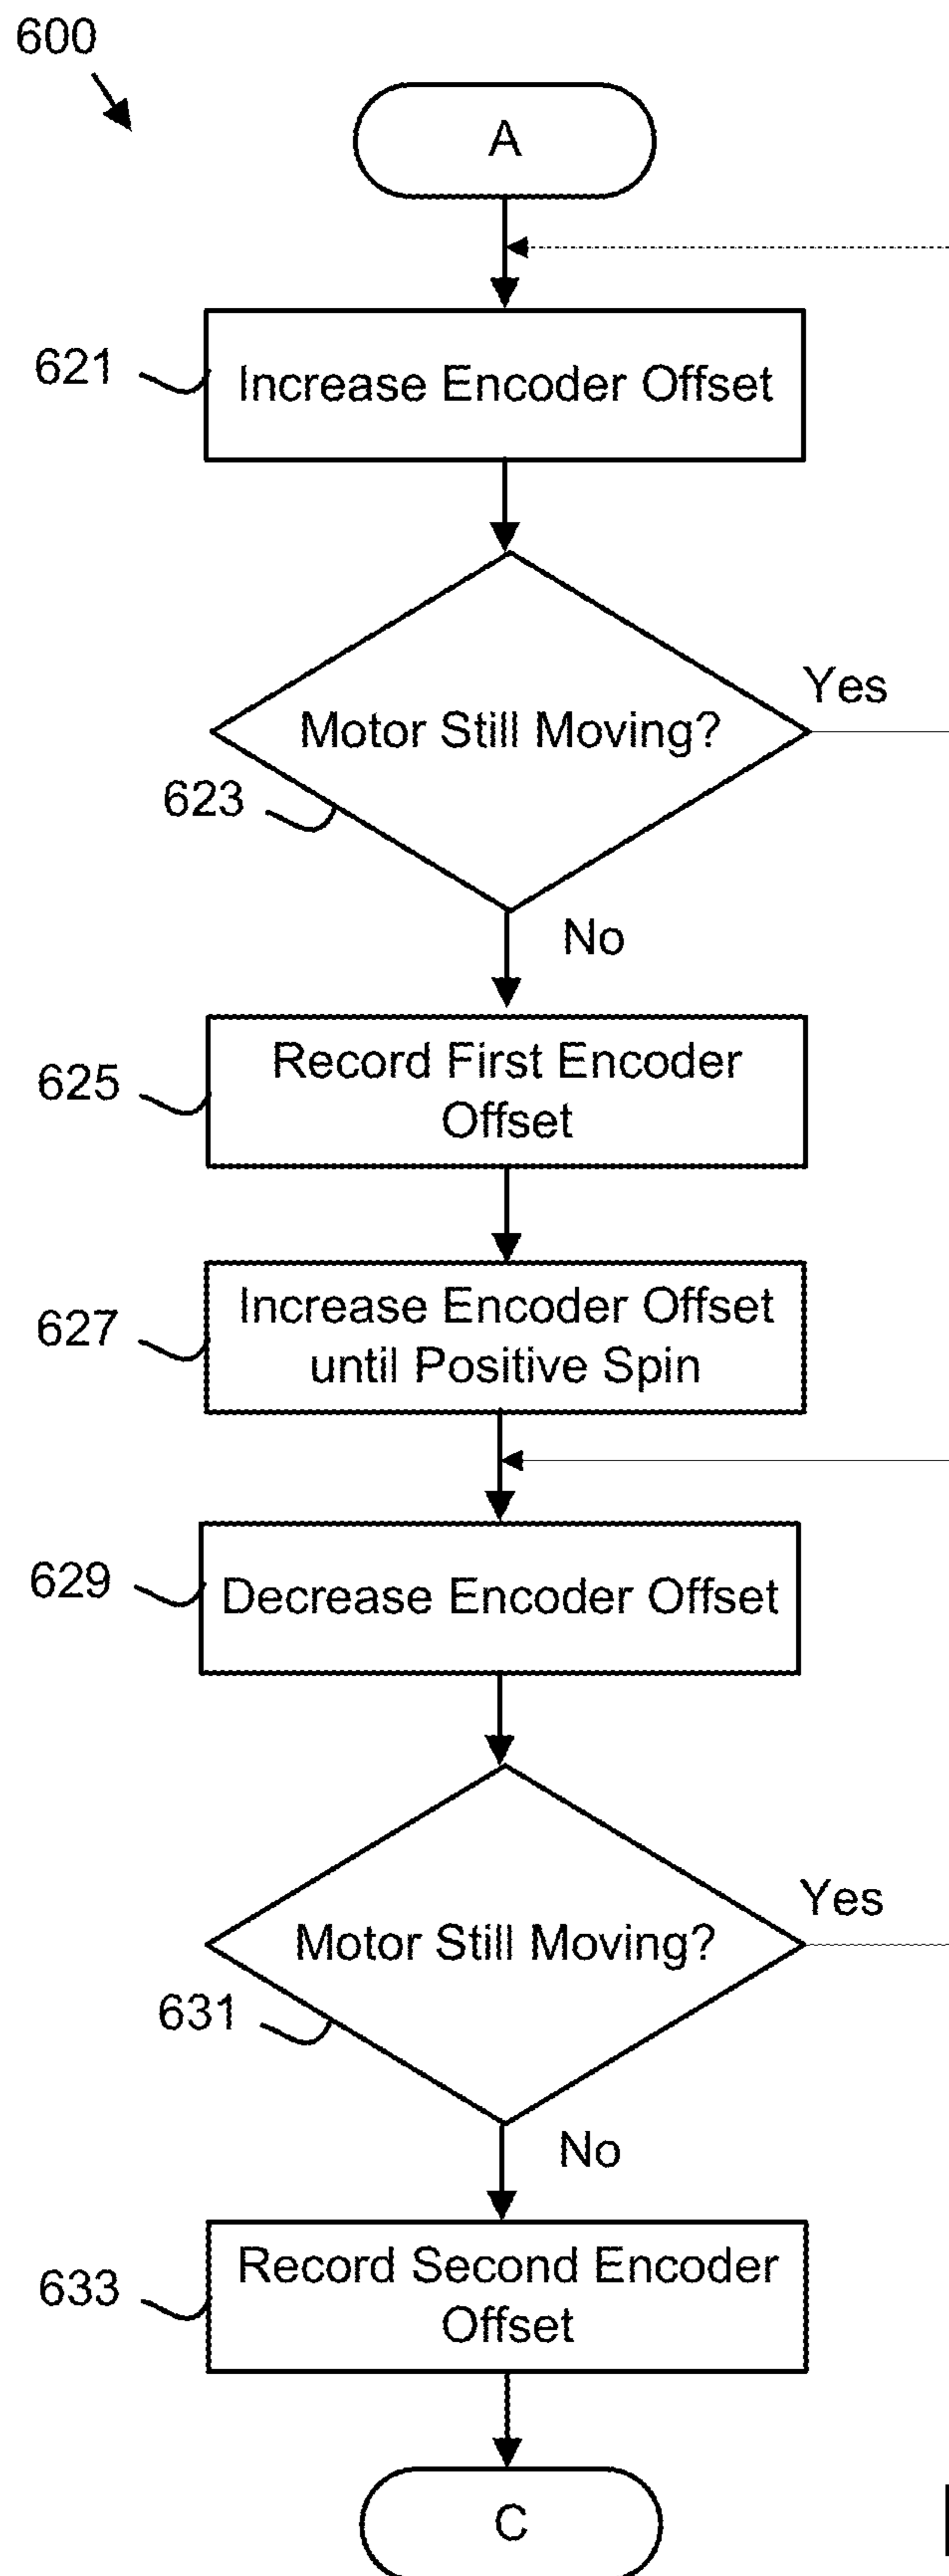 600
A
621
Increase Encoder Offset
Yes
Motor Still Moving?
623
No
Record First Encoder
Offset
625
Increase Encoder Offset
until Positive Spin
627
629
Decrease Encoder Offset
Yes
Motor Still Moving?
631
No
Record Second Encoder
Offset
633
C